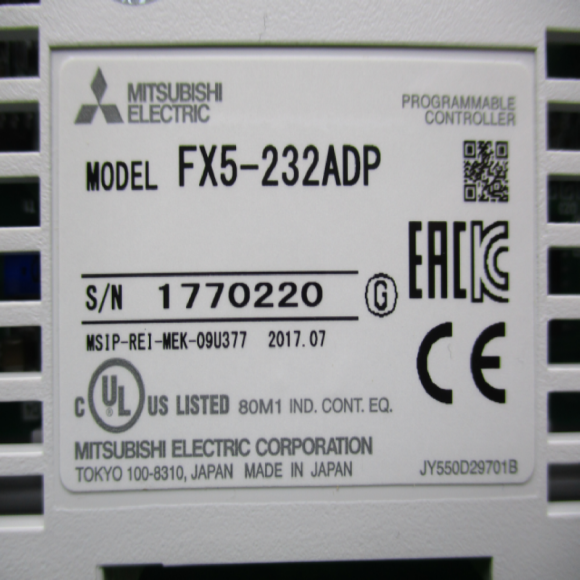 MITSUBISHI
ELECTRIC
PROGRAMMABLE
CONTROLLER
MODEL FX5-232ADP
S/N 1770220 G
EAC
MSIP-REI-MEK-09U377 2017.07
CE
C UL US LISTED 80M1 IND. CONT. EQ.
MITSUBISHI ELECTRIC CORPORATION
TOKYO 100-8310, JAPAN MADE IN JAPAN
JY550D29701B